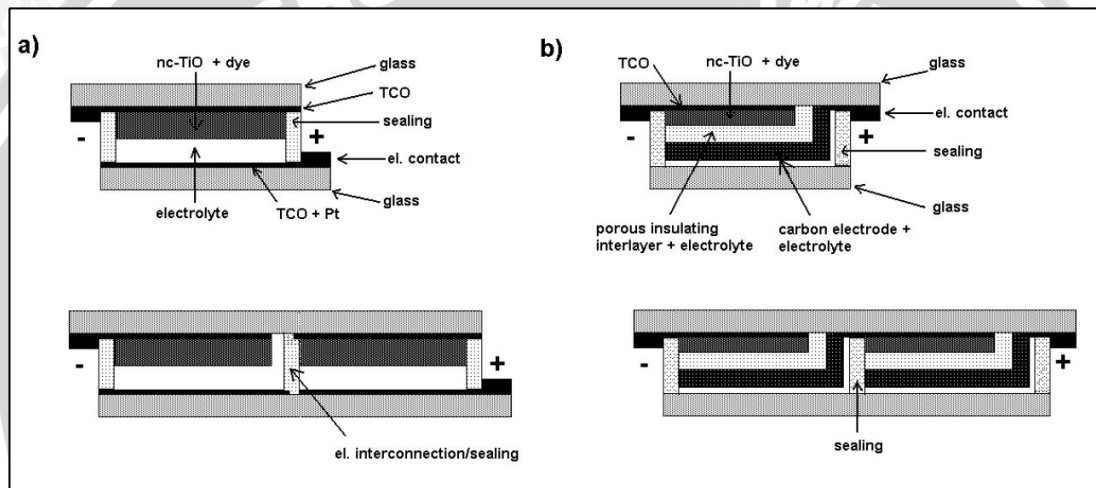 a)
nc-TiO + dye
glass
TCO
sealing
-
+
el. contact
electrolyte
TCO + Pt
glass
-
+
el. interconnection/sealing
b)
TCO
nc-TiO + dye
glass
-
+
el. contact
sealing
glass
porous insulating
interlayer + electrolyte
carbon electrode +
electrolyte
-
+
sealing